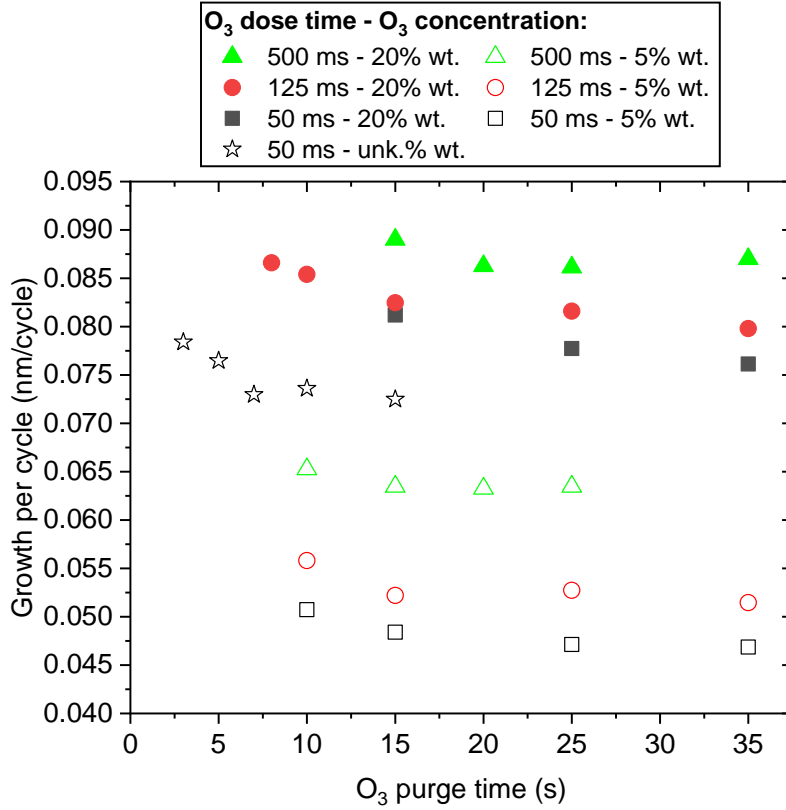 O₃ dose time - O₃ concentration:
500 ms - 20% wt. 500 ms - 5% wt.
125 ms - 20% wt. 125 ms - 5% wt.
50 ms - 20% wt. 50 ms - 5% wt.
50 ms - unk.% wt.
0.095
0.090
0.085
0.080
0.075
0.070
0.065
0.060
0.055
0.050
0.045
0.040
Growth per cycle (nm/cycle)
0 5 10 15 20 25 30 35
O₃ purge time (s)